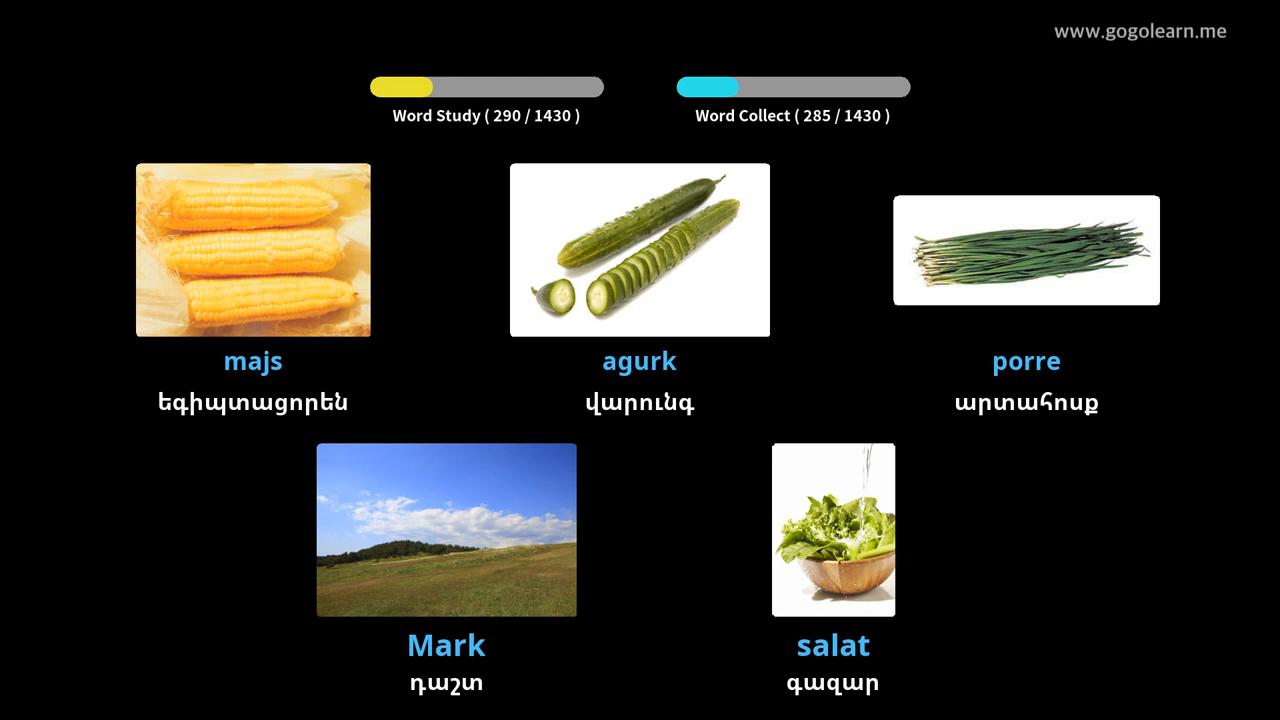 www.gogolearn.me
Word Study ( 290 / 1430 )
Word Collect ( 285 / 1430 )
majs
agurk
porre
եգիպտացորեն
վարունգ
արտահոսք
Mark
salat
դաշտ
գազար